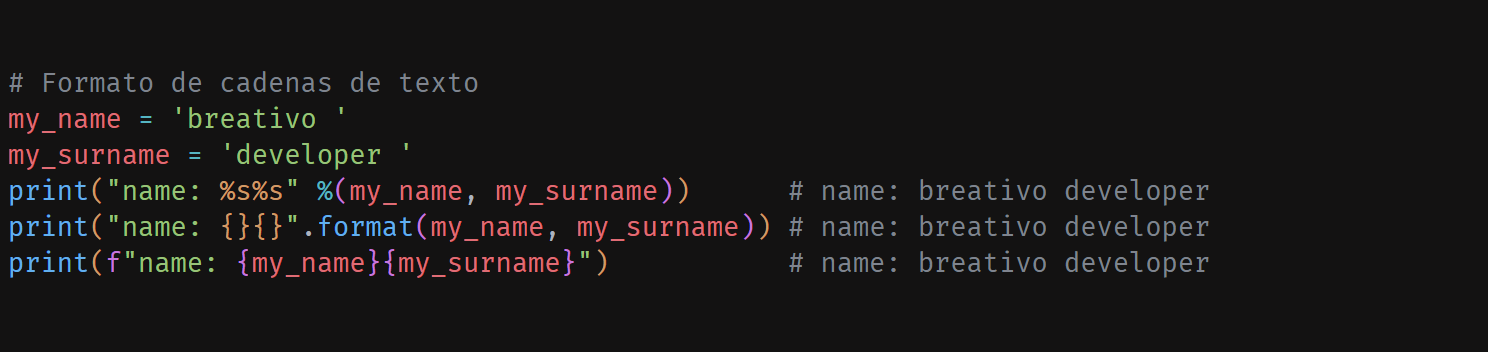 # Formato de cadenas de texto
my_name = 'breativo '
my_surname = 'developer '
print("name: %s%s" %(my_name, my_surname))      # name: breativo developer
print("name: {}{}".format(my_name, my_surname)) # name: breativo developer
print(f"name: {my_name}{my_surname}")           # name: breativo developer